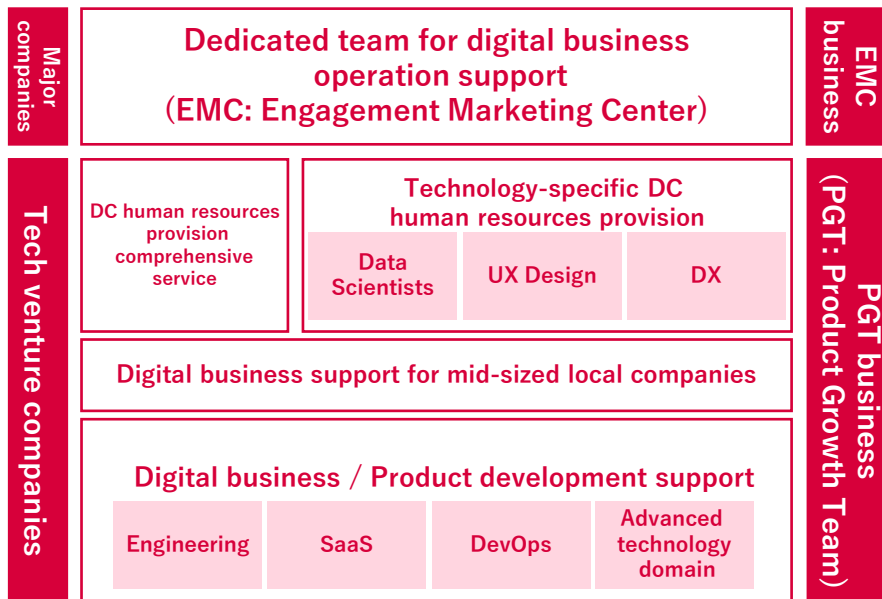 Major
companies
Dedicated team for digital business
operation support
(EMC: Engagement Marketing Center)
EMC
business
Tech venture companies
DC human resources
provision
comprehensive
service
Technology-specific DC
human resources provision
Data
Scientists
UX Design
DX
Digital business support for mid-sized local companies
Digital business / Product development support
Engineering
SaaS
DevOps
Advanced
technology
domain
PGT business
(PGT: Product Growth Team)